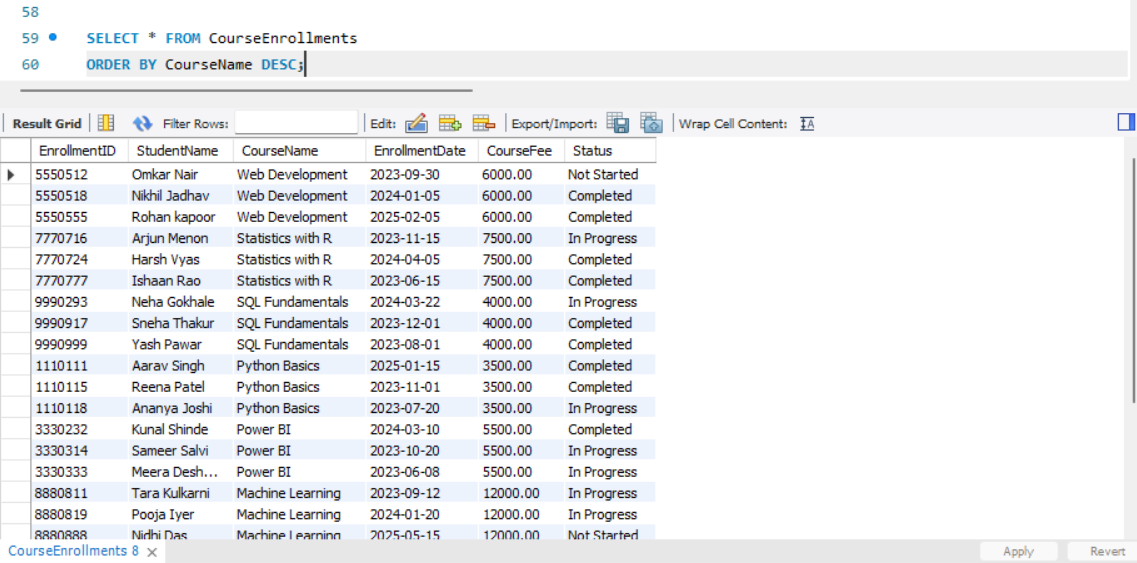 58
59 SELECT * FROM CourseEnrollments
60 ORDER BY CourseName DESC;
Result Grid Filter Rows: Edit: Export/Import: Wrap Cell Content:
EnrollmentID StudentName CourseName EnrollmentDate CourseFee Status
5550512 Omkar Nair Web Development 2023-09-30 6000.00 Not Started
5550518 Nikhil Jadhav Web Development 2024-01-05 6000.00 Completed
5550555 Rohan kapoor Web Development 2025-02-05 6000.00 Completed
7770716 Arjun Menon Statistics with R 2023-11-15 7500.00 In Progress
7770724 Harsh Vyas Statistics with R 2024-04-05 7500.00 Completed
7770777 Ishaan Rao Statistics with R 2023-06-15 7500.00 Completed
9990293 Neha Gokhale SQL Fundamentals 2024-03-22 4000.00 In Progress
9990917 Sneha Thakur SQL Fundamentals 2023-12-01 4000.00 Completed
9990999 Yash Pawar SQL Fundamentals 2023-08-01 4000.00 Completed
1110111 Aarav Singh Python Basics 2025-01-15 3500.00 Completed
1110115 Reena Patel Python Basics 2023-11-01 3500.00 Completed
1110118 Ananya Joshi Python Basics 2023-07-20 3500.00 In Progress
3330232 Kunal Shinde Power BI 2024-03-10 5500.00 Completed
3330314 Sameer Salvi Power BI 2023-10-20 5500.00 In Progress
3330333 Meera Desh... Power BI 2023-06-08 5500.00 In Progress
8880811 Tara Kulkarni Machine Learning 2023-09-12 12000.00 In Progress
8880819 Pooja Iyer Machine Learning 2024-01-20 12000.00 In Progress
8880888 Nidhi Das Machine Learning 2025-05-15 12000.00 Not Started
CourseEnrollments 8 Apply Revert